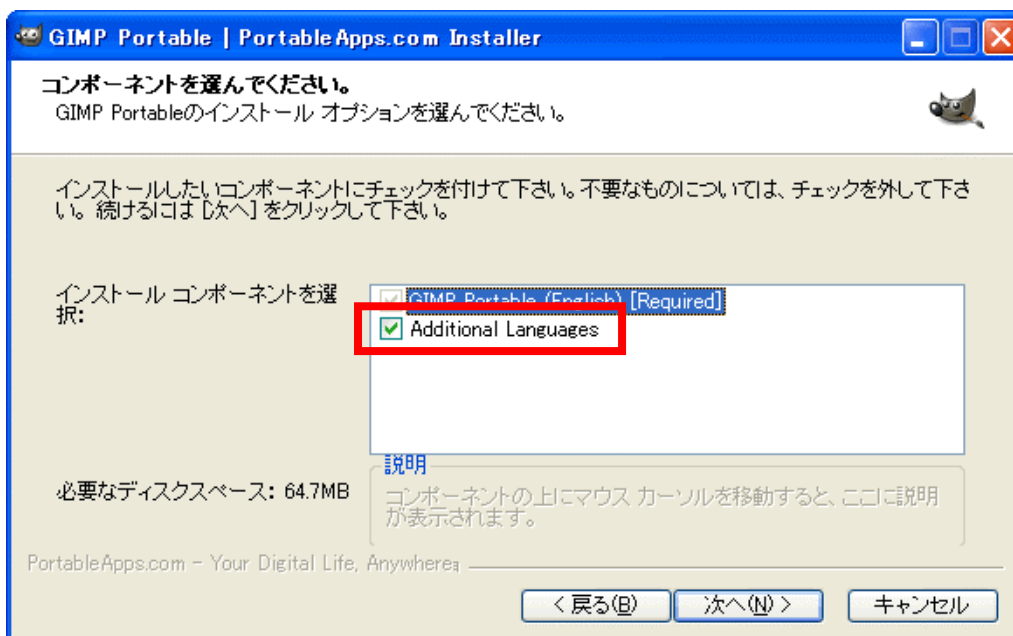 GIMP Portable | PortableApps.com Installer
コンポーネントを選んでください。
GIMP Portableのインストール オプションを選んでください。
インストールしたいコンポーネントにチェックを付けて下さい。不要なものについては、チェックを外して下さ
い。続けるには [次へ] をクリックして下さい。
インストール コンポーネントを選
択:
GIMP Portable (English) [Required]
Additional Languages
説明
必要なディスクスペース: 64.7MB
コンポーネントの上にマウス カーソルを移動すると、ここに説明
が表示されます。
PortableApps.com - Your Digital Life, Anywhere
< 戻る(B)
次へ(N) >
キャンセル